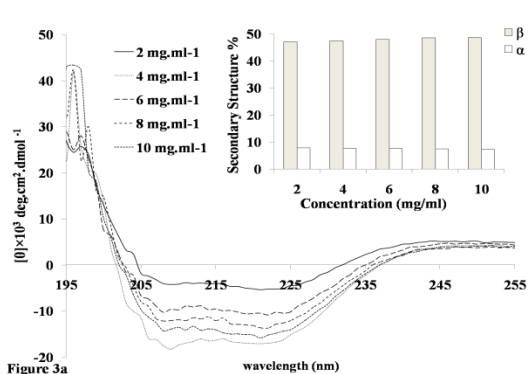 50
40
30
20
10
0
-10
-20
[θ]×10³ deg.cm².dmol⁻¹
2 mg.ml-1
4 mg.ml-1
6 mg.ml-1
8 mg.ml-1
10 mg.ml-1
Secondary Structure %
50
40
30
20
10
0
2 4 6 8 10
Concentration (mg/ml)
β
α
195 205 215 225 235 245 255
wavelength (nm)
Figure 3a